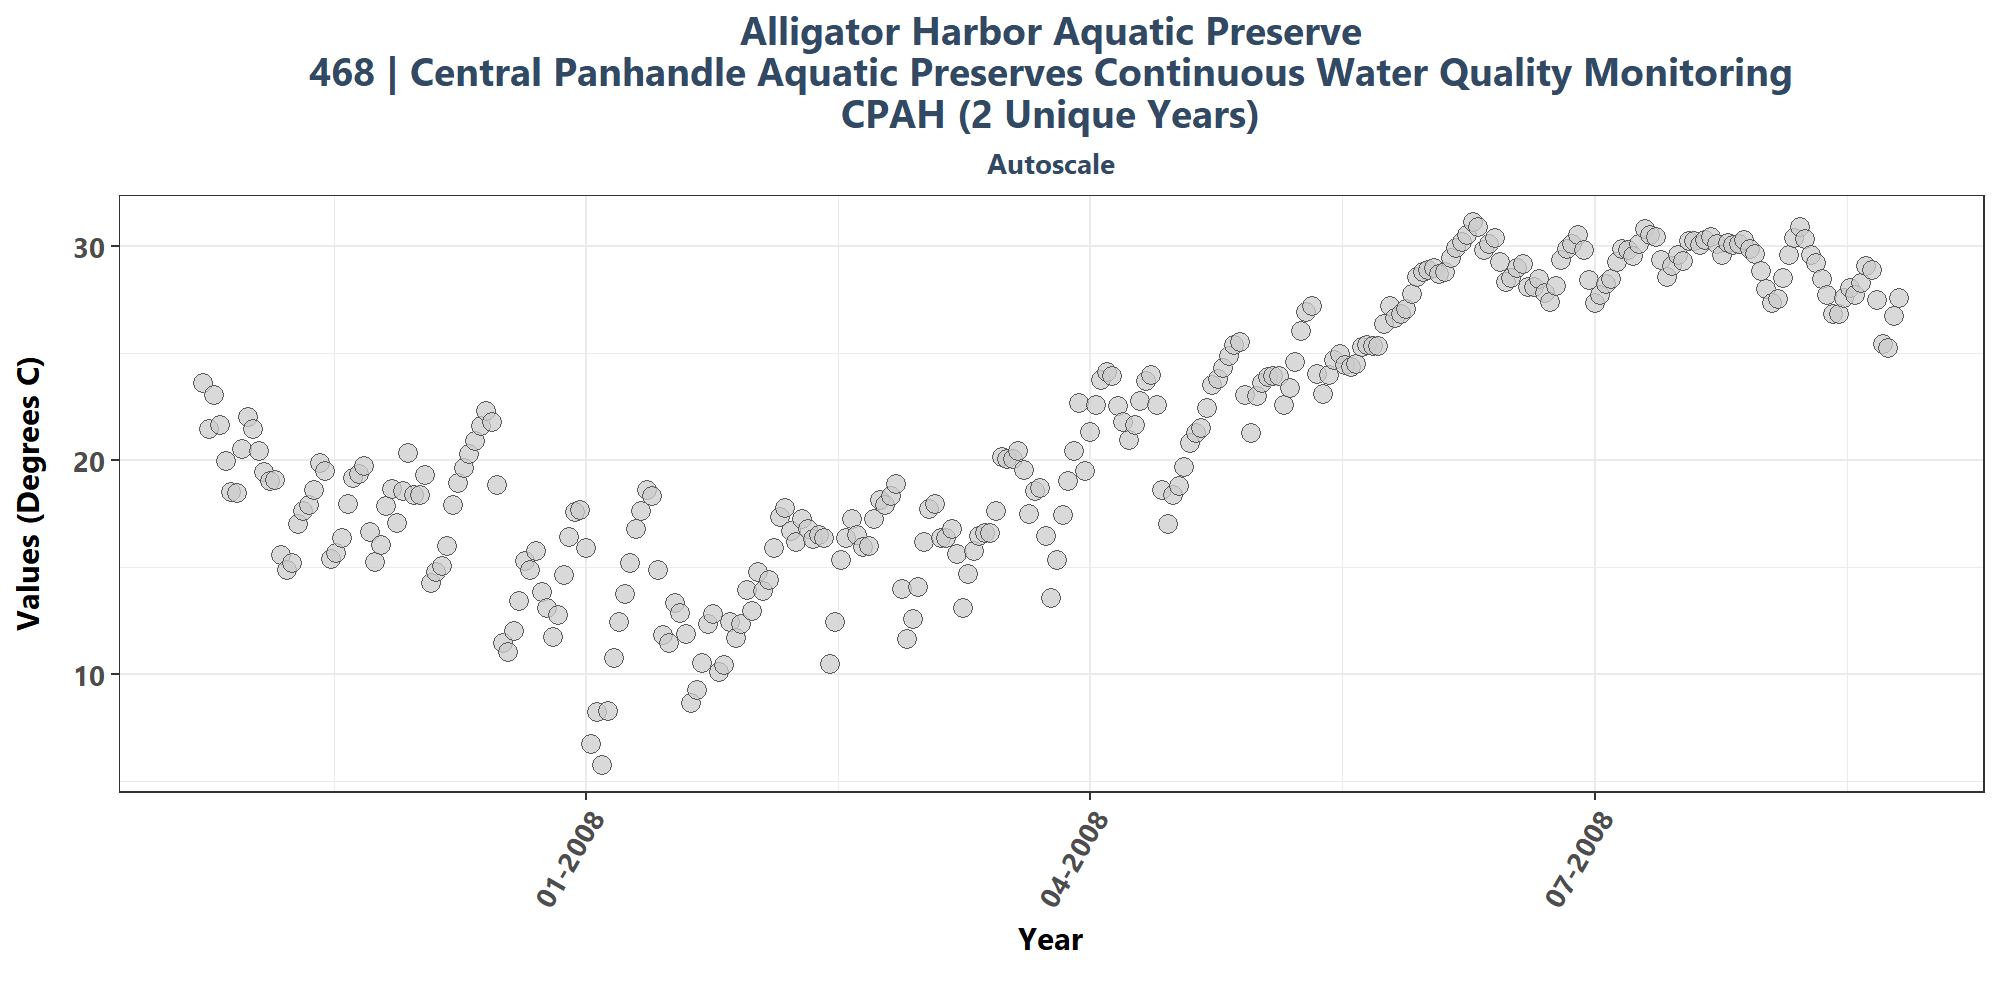 Alligator Harbor Aquatic Preserve
468 | Central Panhandle Aquatic Preserves Continuous Water Quality Monitoring
CPAH (2 Unique Years)
Autoscale
Values (Degrees C)
30
20
10
01-2008
04-2008
07-2008
Year